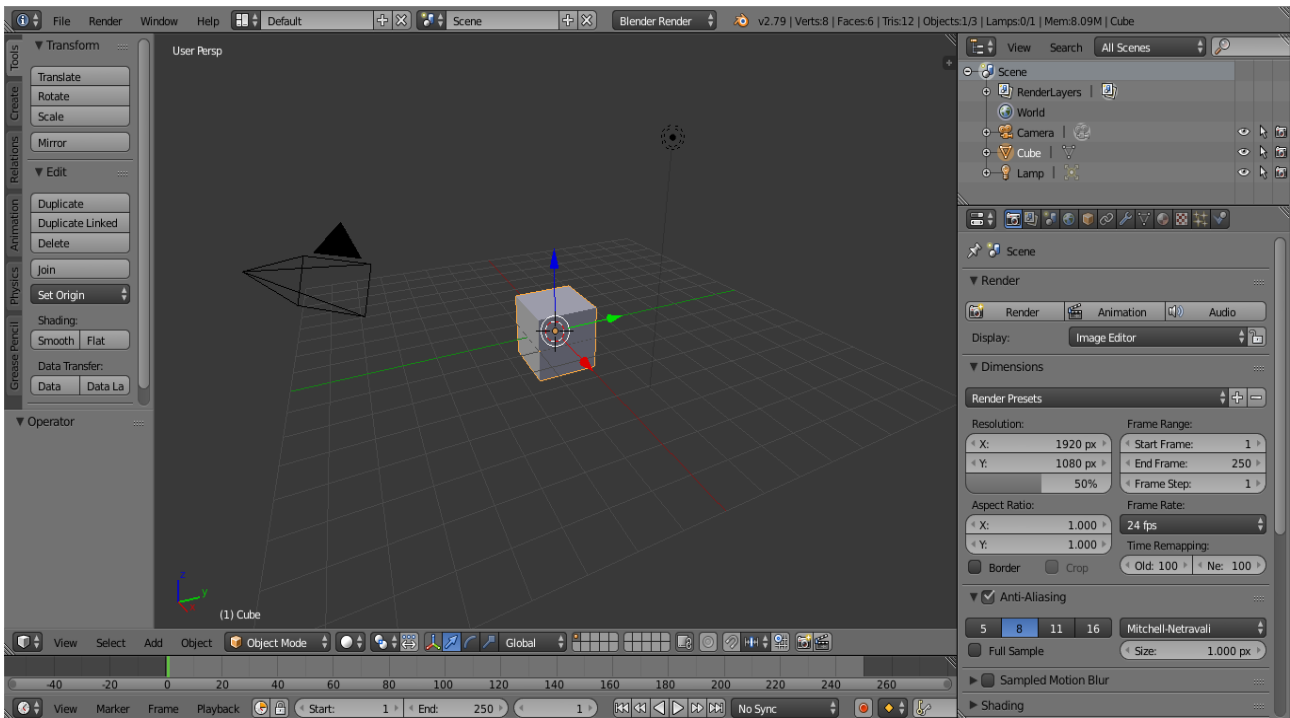 File Render Window Help Default Scene Blender Render v2.79 | Verts:8 | Faces:6 | Tris:12 | Objects:1/3 | Lamps:0/1 | Mem:8.09M | Cube
Tools
Create
Relations
Animation
Physics
Grease Pencil
Transform
Translate
Rotate
Scale
Mirror
Edit
Duplicate
Duplicate Linked
Delete
Join
Set Origin
Shading:
Smooth Flat
Data Transfer:
Data Data La
Operator
User Persp
z
y
(1) Cube
View Select Add Object Object Mode Global
-40 -20 0 20 40 60 80 100 120 140 160 180 200 220 240 260
View Marker Frame Playback Start: 1 End: 250 1 No Sync
View Search All Scenes
Scene
RenderLayers |
World
Camera |
Cube |
Lamp |
Scene
Render
Render Animation Audio
Display: Image Editor
Dimensions
Render Presets
Resolution: Frame Range:
X: 1920 px Start Frame: 1
Y: 1080 px End Frame: 250
50% Frame Step: 1
Aspect Ratio: Frame Rate:
X: 1.000 24 fps
Y: 1.000 Time Remapping:
Border Crop Old: 100 Ne: 100
Anti-Aliasing
5 8 11 16 Mitchell-Netravali
Full Sample Size: 1.000 px
Sampled Motion Blur
Shading